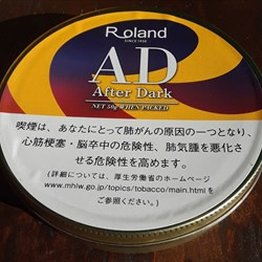 Roland
SINCE 1850
AD
After Dark
NET 50g WHEN PACKED
喫煙は、あなたにとって肺がんの原因の一つとなり、
心筋梗塞・脳卒中の危険性、肺気腫を悪化さ
せる危険性を高めます。
(詳細については、厚生労働省のホームページ
www.mhlw.go.jp/topics/tobacco/main.html を
ご参照ください。)